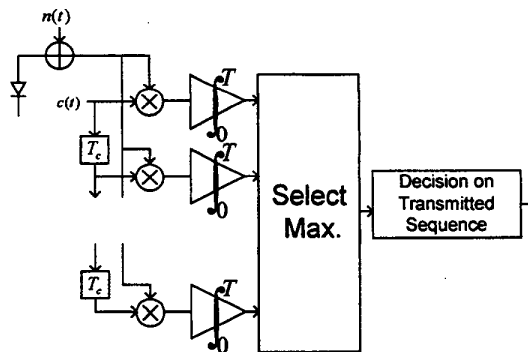 n(t)
c(t)
T_c
T_c
∫T
0
∫T
0
∫T
0
Select
Max.
Decision on
Transmitted
Sequence